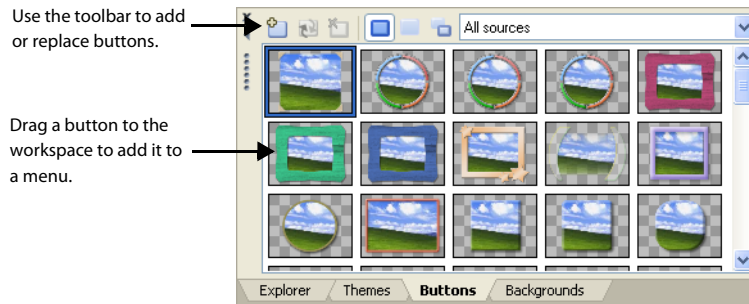 Use the toolbar to add
or replace buttons.
All sources
Drag a button to the
workspace to add it to
a menu.
Explorer Themes Buttons Backgrounds